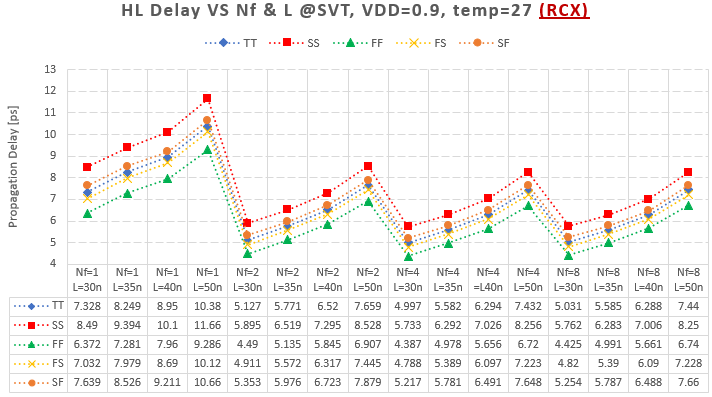 HL Delay VS Nf & L @SVT, VDD=0.9, temp=27 (RCX)
TT SS FF FS SF
Propagation Delay [ps]
13
12
11
10
9
8
7
6
5
4
Nf=1 Nf=1 Nf=1 Nf=1 Nf=2 Nf=2 Nf=2 Nf=2 Nf=4 Nf=4 Nf=4 Nf=4 Nf=8 Nf=8 Nf=8 Nf=8
L=30n L=35n L=40n L=50n L=30n L=35n L=40n L=50n L=30n L=35n =L40n L=50n L=30n L=35n L=40n L=50n
TT 7.328 8.249 8.95 10.38 5.127 5.771 6.52 7.659 4.997 5.582 6.294 7.432 5.031 5.585 6.288 7.44
SS 8.49 9.394 10.1 11.66 5.895 6.519 7.295 8.528 5.733 6.292 7.026 8.256 5.762 6.283 7.006 8.25
FF 6.372 7.281 7.96 9.286 4.49 5.135 5.845 6.907 4.387 4.978 5.656 6.72 4.425 4.991 5.661 6.74
FS 7.032 7.979 8.69 10.12 4.911 5.572 6.317 7.445 4.788 5.389 6.097 7.223 4.82 5.39 6.09 7.228
SF 7.639 8.526 9.211 10.66 5.353 5.976 6.723 7.879 5.217 5.781 6.491 7.648 5.254 5.787 6.488 7.66